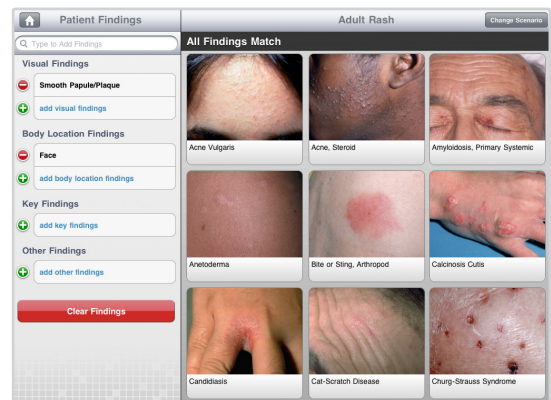 Patient Findings
Adult Rash
Change Scenario
Type to Add Findings
All Findings Match
Visual Findings
Smooth Papule/Plaque
add visual findings
Body Location Findings
Face
add body location findings
Key Findings
add key findings
Other Findings
add other findings
Clear Findings
Acne Vulgaris
Acne, Steroid
Amyloidosis, Primary Systemic
Anetoderma
Bite or Sting, Arthropod
Calcinosis Cutis
Candidiasis
Cat-Scratch Disease
Churg-Strauss Syndrome